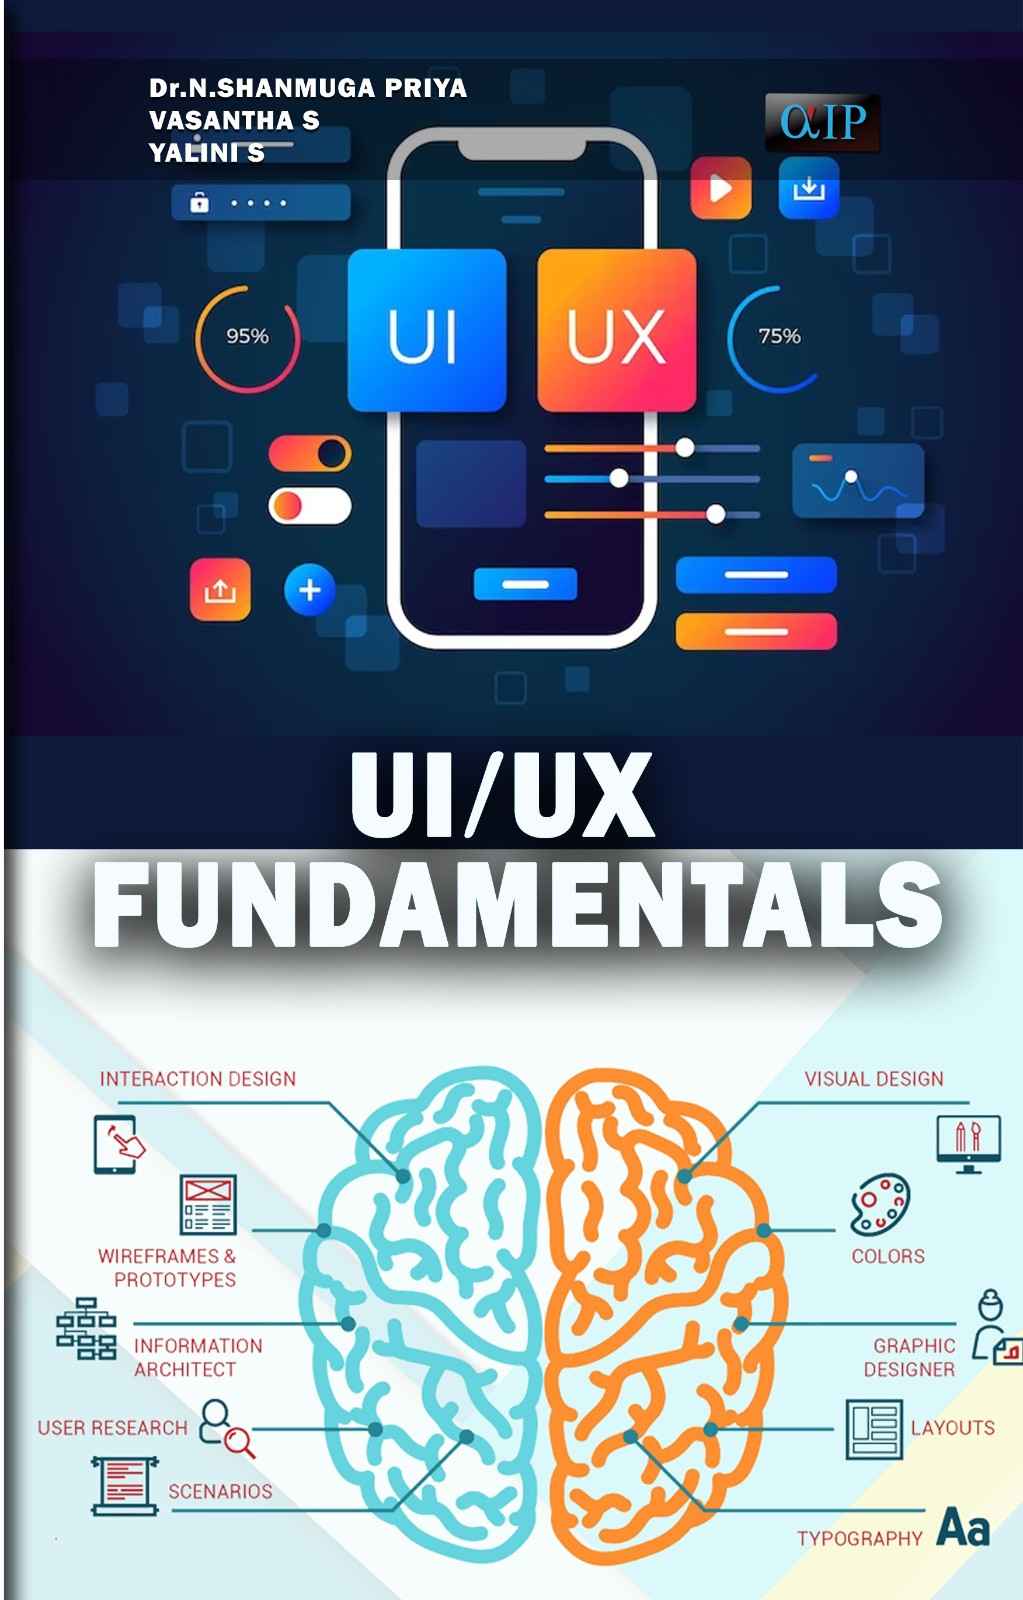 Dr.N.SHANMUGA PRIYA
VASANTHA S
YALINI S
αIP
UI
UX
95%
75%
UI/UX
FUNDAMENTALS
INTERACTION DESIGN
VISUAL DESIGN
WIREFRAMES &
PROTOTYPES
COLORS
INFORMATION
ARCHITECT
GRAPHIC
DESIGNER
USER RESEARCH
LAYOUTS
SCENARIOS
TYPOGRAPHY
Aa